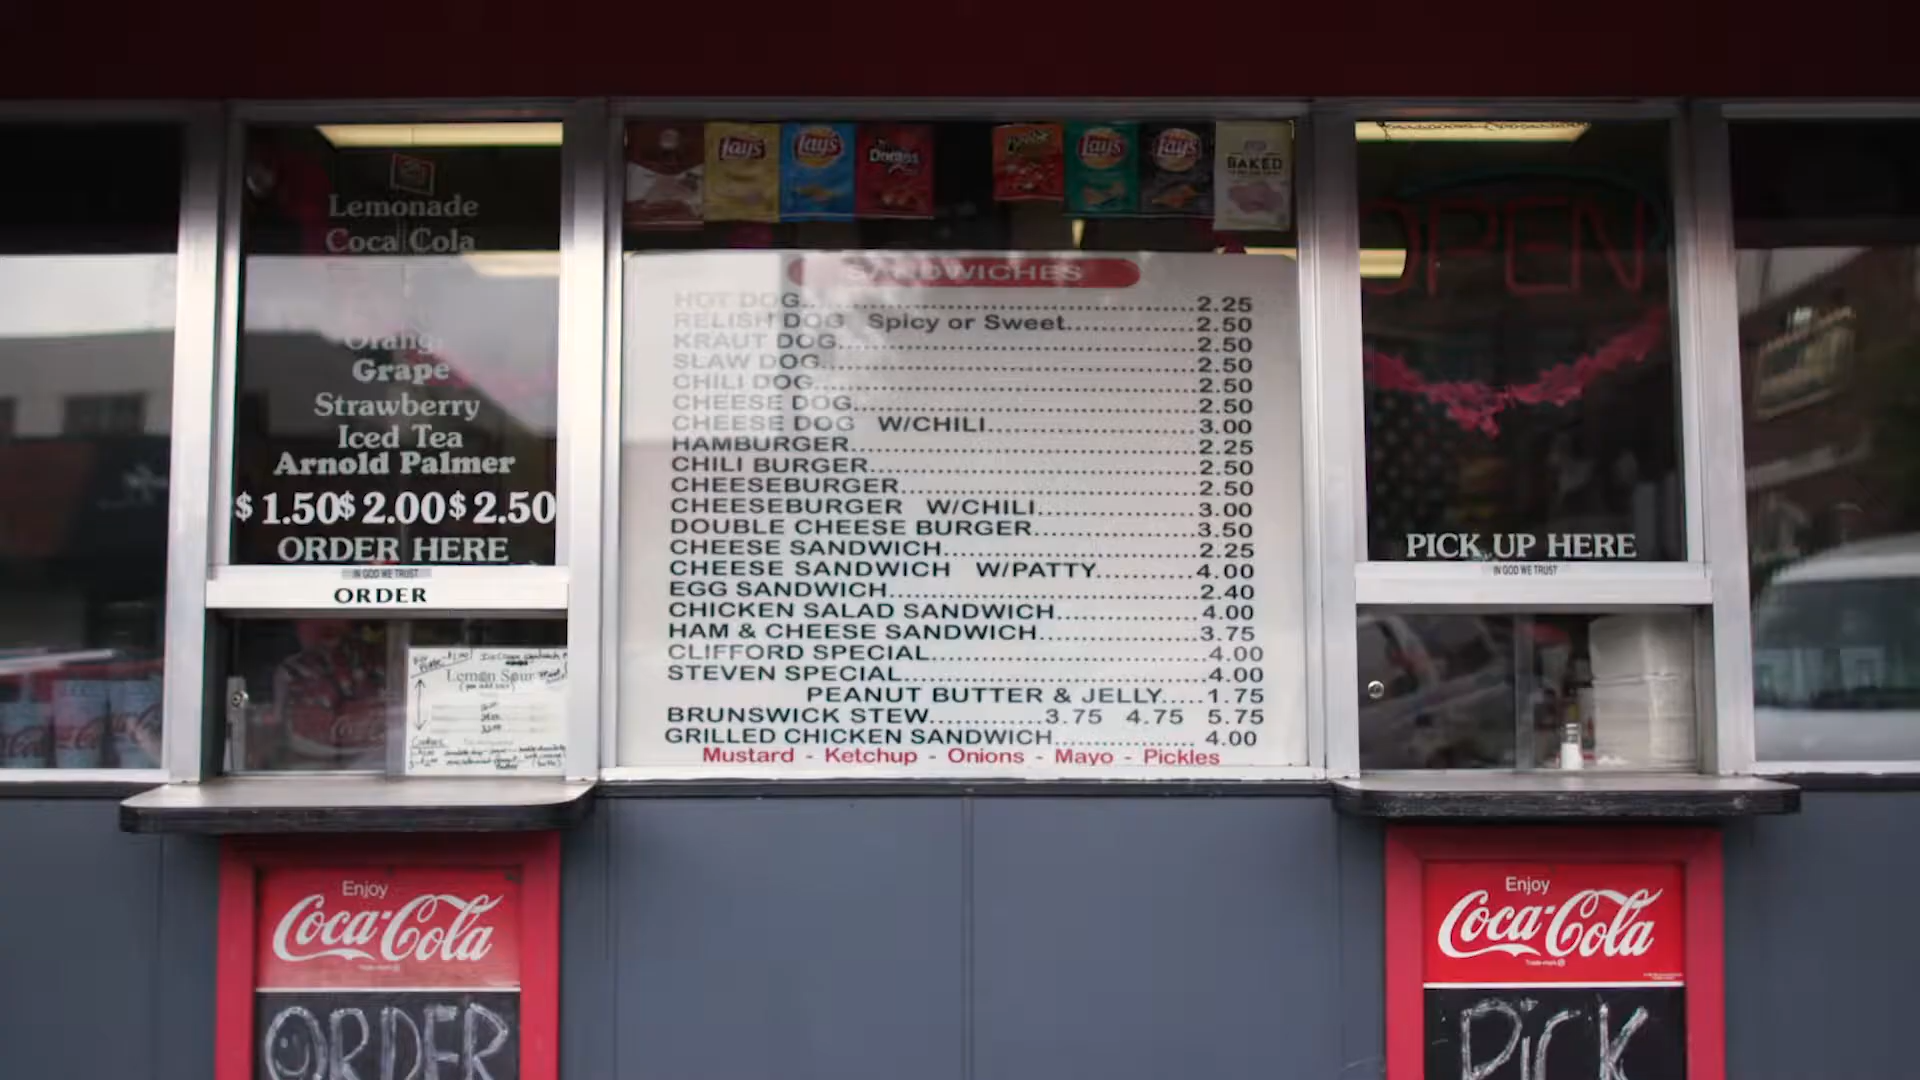 Lemonade
Coca Cola
Orang
Grape
Strawberry
Iced Tea
Arnold Palmer
$1.50 $2.00 $2.50
ORDER HERE
IN GOD WE TRUST
ORDER
Lemon Sour
Cookies
Enjoy
Coca-Cola
ORDER
Lay's
Lay's
Doritos
Lay's
Lay's
BAKED
SANDWICHES
HOT DOG 2.25
RELISH DOG Spicy or Sweet 2.50
KRAUT DOG 2.50
SLAW DOG 2.50
CHILI DOG 2.50
CHEESE DOG 2.50
CHEESE DOG W/CHILI 3.00
HAMBURGER 2.25
CHILI BURGER 2.50
CHEESEBURGER 2.50
CHEESEBURGER W/CHILI 3.00
DOUBLE CHEESE BURGER 3.50
CHEESE SANDWICH 2.25
CHEESE SANDWICH W/PATTY 4.00
EGG SANDWICH 2.40
CHICKEN SALAD SANDWICH 4.00
HAM & CHEESE SANDWICH 3.75
CLIFFORD SPECIAL 4.00
STEVEN SPECIAL 4.00
PEANUT BUTTER & JELLY 1.75
BRUNSWICK STEW 3.75 4.75 5.75
GRILLED CHICKEN SANDWICH 4.00
Mustard - Ketchup - Onions - Mayo - Pickles
OPEN
PICK UP HERE
IN GOD WE TRUST
Enjoy
Coca-Cola
PICK